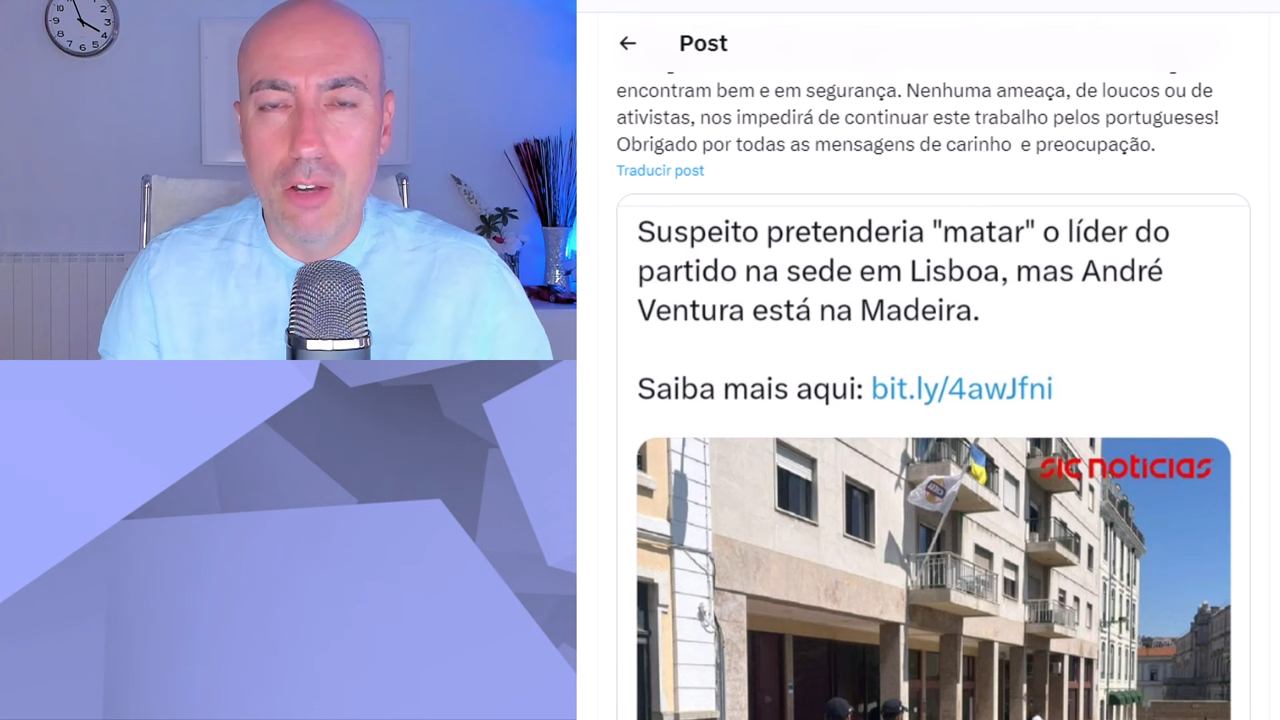 Post
encontram bem e em segurança. Nenhuma ameaça, de loucos ou de
ativistas, nos impedirá de continuar este trabalho pelos portugueses!
Obrigado por todas as mensagens de carinho e preocupação.
Traducir post
Suspeito pretenderia "matar" o líder do
partido na sede em Lisboa, mas André
Ventura está na Madeira.
Saiba mais aqui: bit.ly/4awJfni
sic noticias